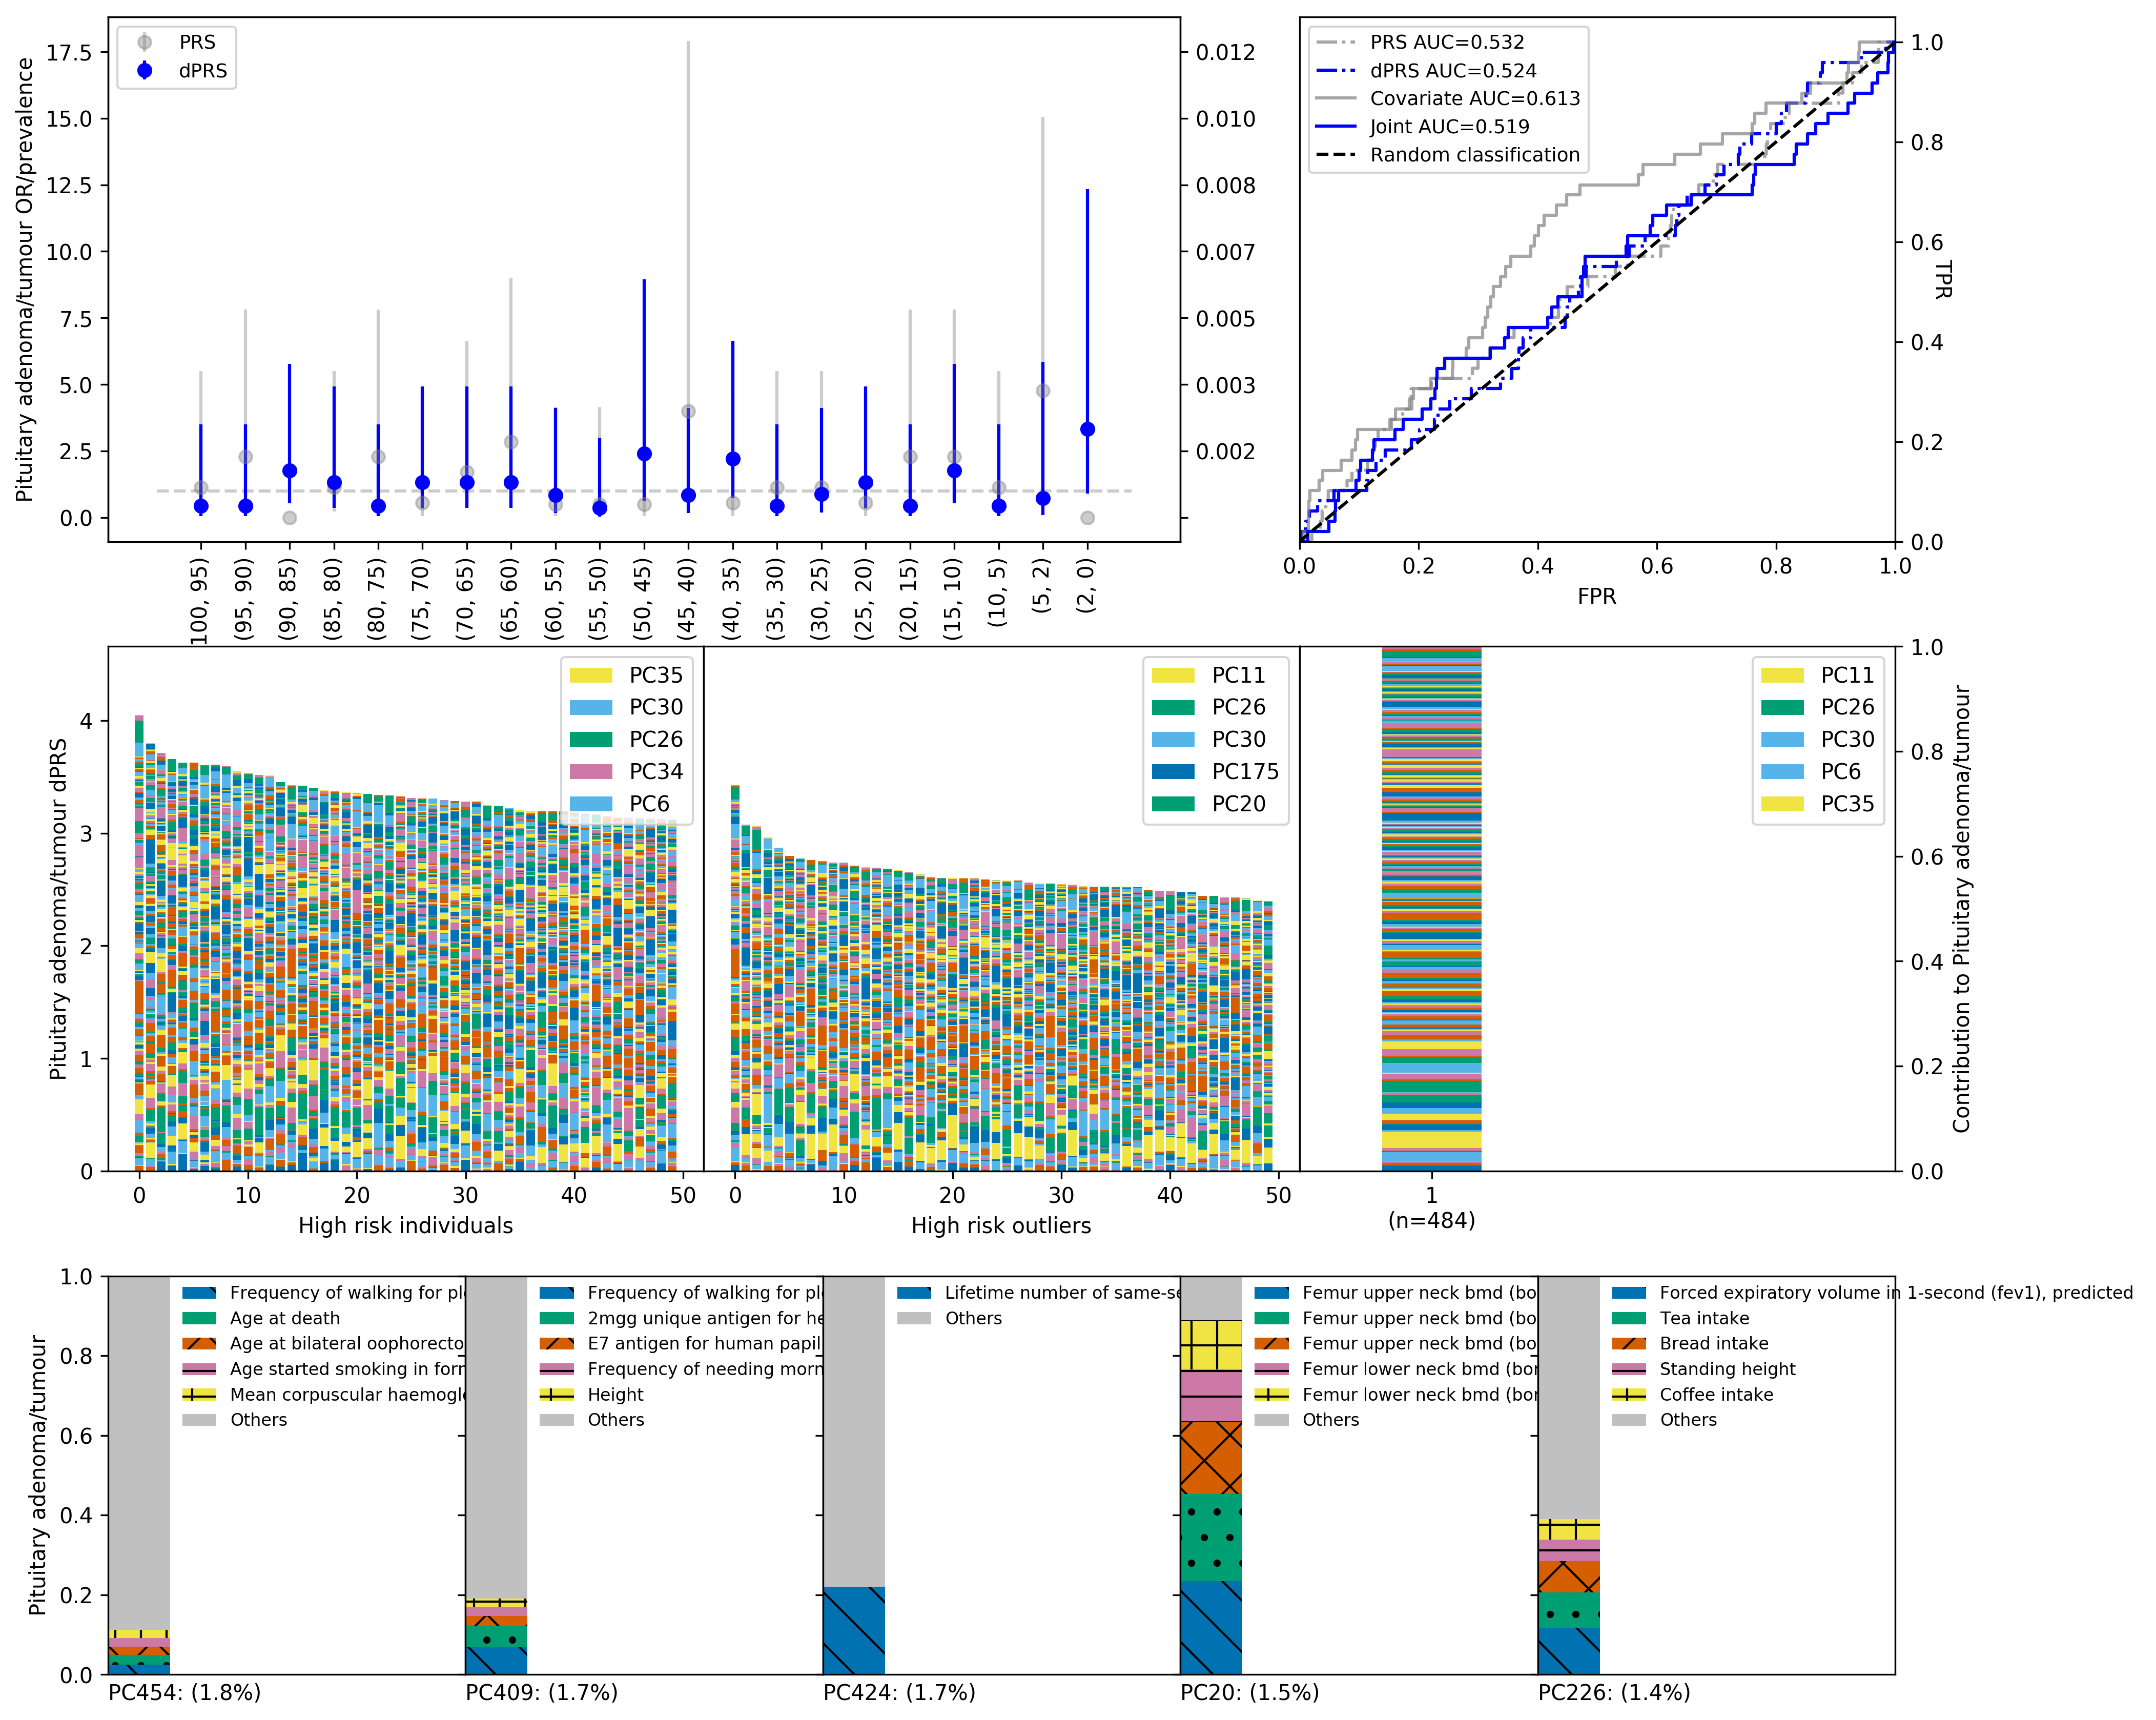 PRS
dPRS
17.5
15.0
12.5
10.0
7.5
5.0
2.5
0.0
Pituitary adenoma/tumour OR/prevalence
0.012
0.010
0.008
0.007
0.005
0.003
0.002
100, 95)
(95, 90)
(90, 85)
(85, 80)
(80, 75)
(75, 70)
(70, 65)
(65, 60)
(60, 55)
(55, 50)
(50, 45)
(45, 40)
(40, 35)
(35, 30)
(30, 25)
(25, 20)
(20, 15)
(15, 10)
(10, 5)
(5, 2)
(2, 0)
PRS AUC=0.532
dPRS AUC=0.524
Covariate AUC=0.613
Joint AUC=0.519
Random classification
1.0
0.8
0.6
0.4
0.2
0.0
TPR
0.0 0.2 0.4 0.6 0.8 1.0
FPR
Pituitary adenoma/tumour dPRS
4
3
2
1
0
PC35
PC30
PC26
PC34
PC6
0 10 20 30 40 50
High risk individuals
PC11
PC26
PC30
PC175
PC20
0 10 20 30 40 50
High risk outliers
PC11
PC26
PC30
PC6
PC35
1
(n=484)
1.0
0.8
0.6
0.4
0.2
0.0
Contribution to Pituitary adenoma/tumour
Pituitary adenoma/tumour
1.0
0.8
0.6
0.4
0.2
0.0
Frequency of walking for ple
Age at death
Age at bilateral oophorecto
Age started smoking in form
Mean corpuscular haemoglo
Others
PC454: (1.8%)
Frequency of walking for ple
2mgg unique antigen for he
E7 antigen for human papil
Frequency of needing morn
Height
Others
PC409: (1.7%)
Lifetime number of same-se
Others
PC424: (1.7%)
Femur upper neck bmd (bo
Femur upper neck bmd (bo
Femur upper neck bmd (bo
Femur lower neck bmd (bor
Femur lower neck bmd (bor
Others
PC20: (1.5%)
Forced expiratory volume in 1-second (fev1), predicted
Tea intake
Bread intake
Standing height
Coffee intake
Others
PC226: (1.4%)